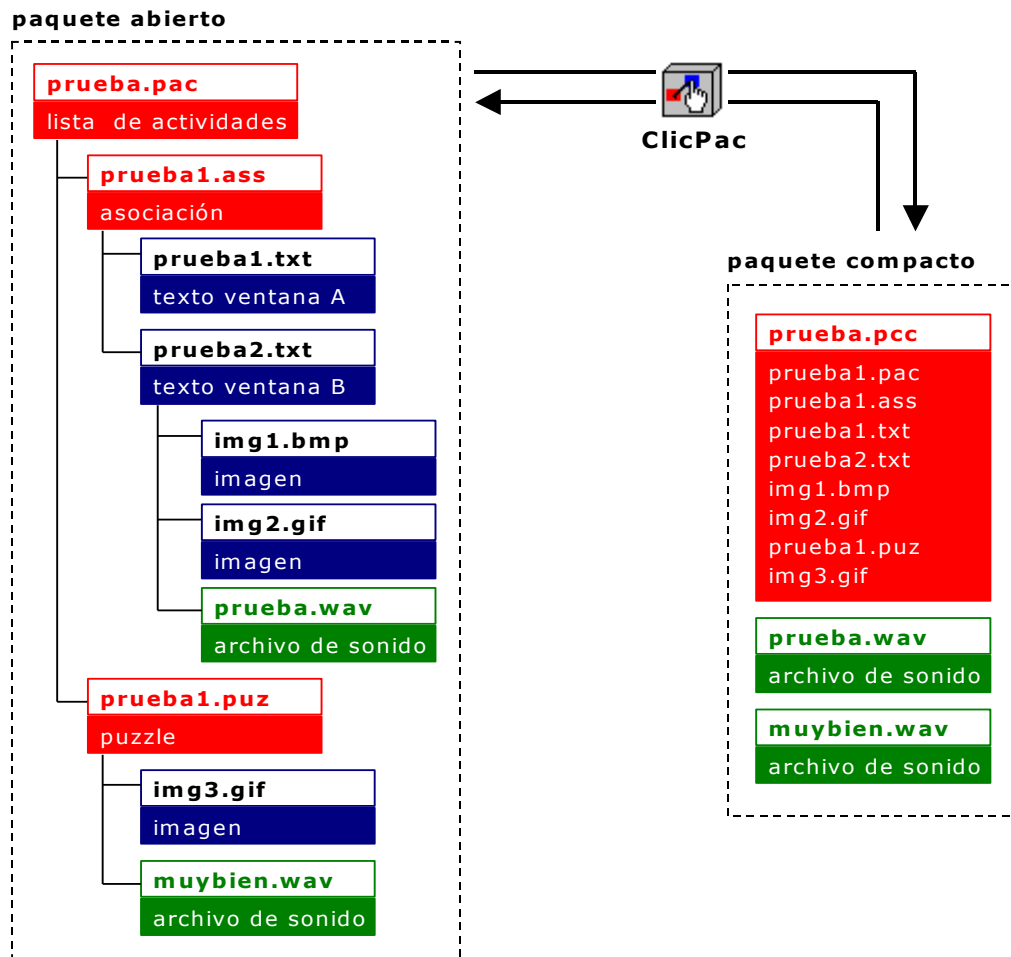 paquete abierto
prueba.pac
lista de actividades
prueba1.ass
asociación
prueba1.txt
texto ventana A
prueba2.txt
texto ventana B
img1.bmp
imagen
img2.gif
imagen
prueba.wav
archivo de sonido
prueba1.puz
puzzle
img3.gif
imagen
muybien.wav
archivo de sonido
ClicPac
paquete compacto
prueba.pcc
prueba1.pac
prueba1.ass
prueba1.txt
prueba2.txt
img1.bmp
img2.gif
prueba1.puz
img3.gif
prueba.wav
archivo de sonido
muybien.wav
archivo de sonido